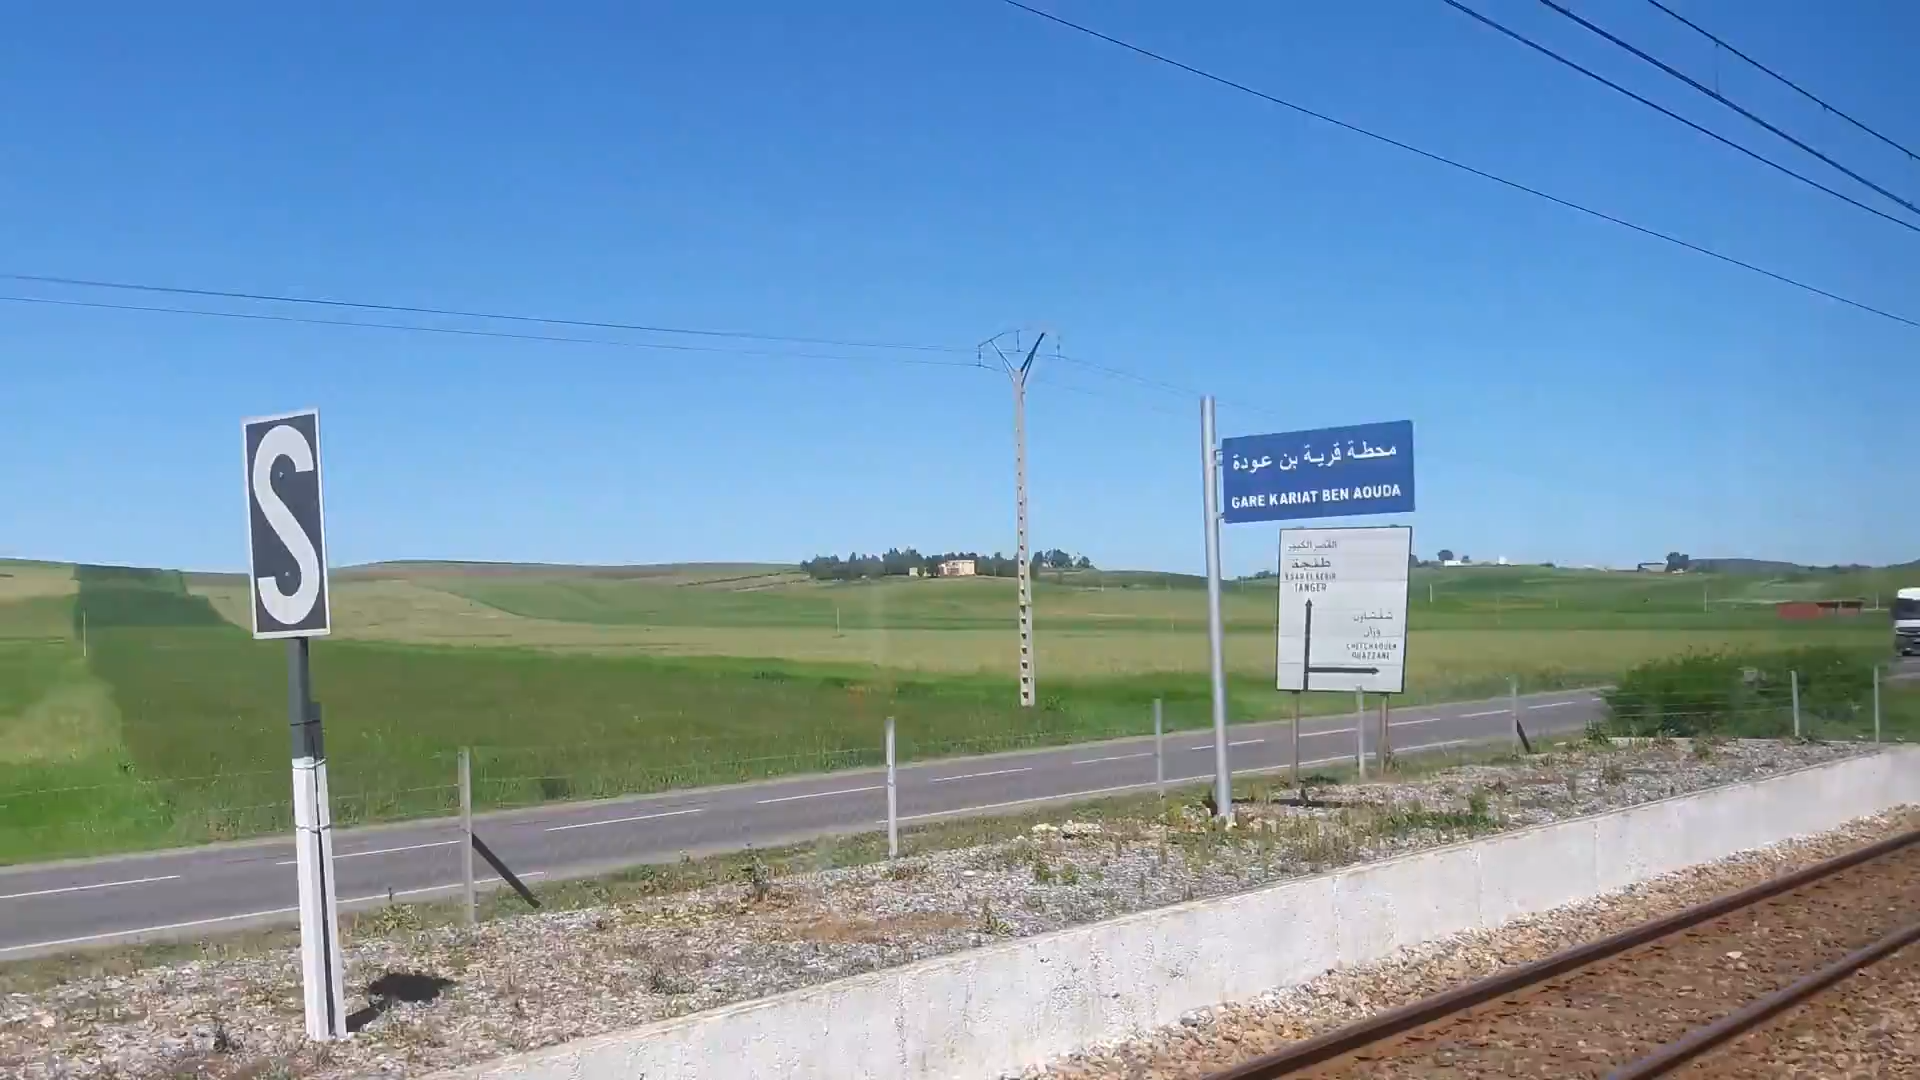 S
محطة قرية بن عودة
GARE KARIAT BEN AOUDA
القصر الكبير
طنجة
KSAR EL KEBIR
TANGER
شفشاون
وزان
CHEFCHAOUEN
OUAZZANE